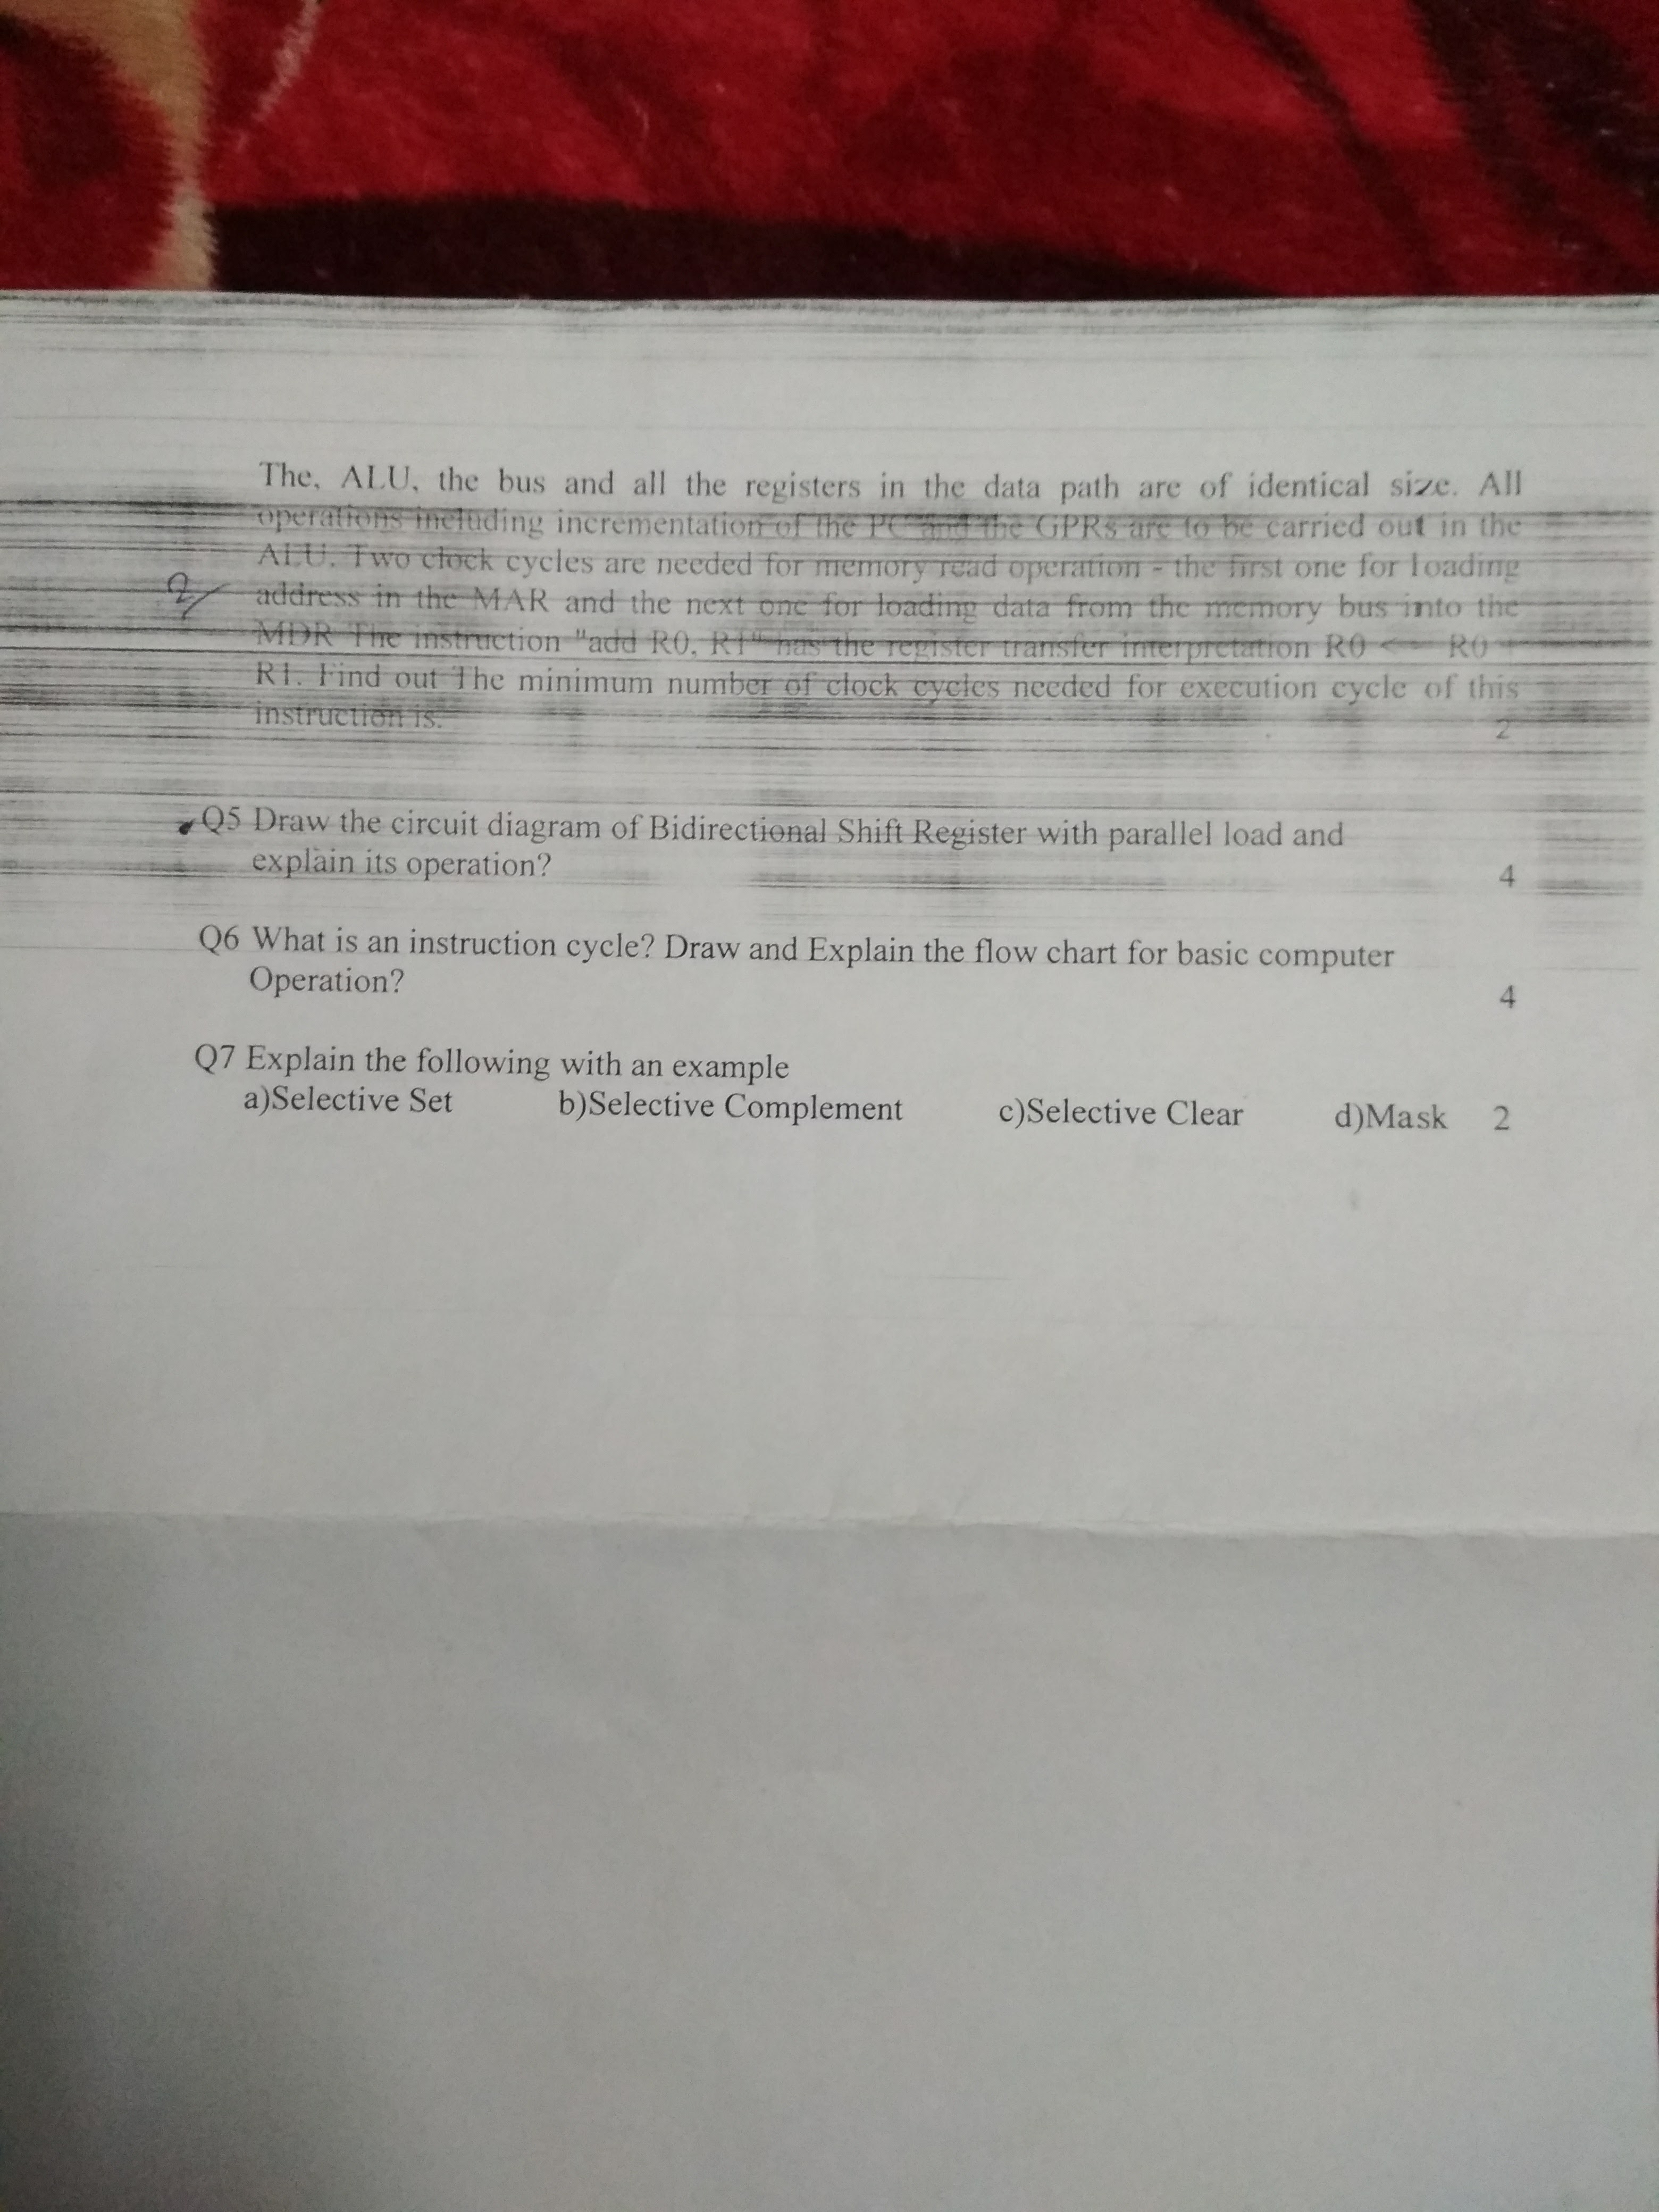 The, ALU, the bus and all the registers in the data path are of identical size. All
operations including incrementation of the PC and the GPRs are to be carried out in the
ALU. Two clock cycles are needed for memory read operation - the first one for loading
address in the MAR and the next one for loading data from the memory bus into the
MDR The instruction "add R0, R1" has the register transfer interpretation R0 <-- R0 +
R1. Find out The minimum number of clock cycles needed for execution cycle of this
instruction is.
2
Q5 Draw the circuit diagram of Bidirectional Shift Register with parallel load and
explain its operation?
4
Q6 What is an instruction cycle? Draw and Explain the flow chart for basic computer
Operation?
4
Q7 Explain the following with an example
a)Selective Set b)Selective Complement c)Selective Clear d)Mask 2